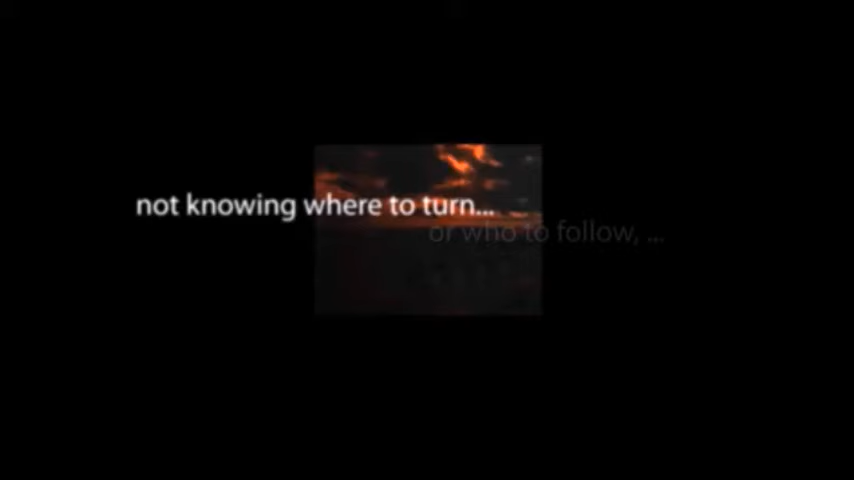 not knowing where to turn...
or who to follow, ...